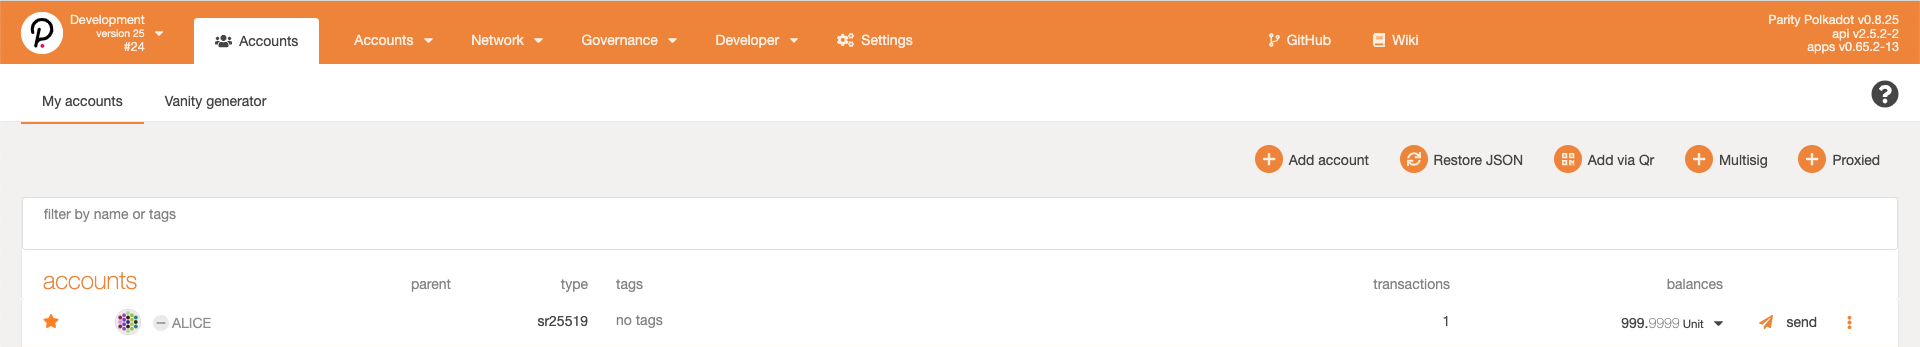 Development
version 25
#24
Accounts
Accounts
Network
Governance
Developer
Settings
GitHub
Wiki
Parity Polkadot v0.8.25
api v2.5.2-2
apps v0.65.2-13
My accounts
Vanity generator
Add account
Restore JSON
Add via Qr
Multisig
Proxied
filter by name or tags
accounts parent type tags transactions balances
ALICE sr25519 no tags 1 999.9999 Unit send